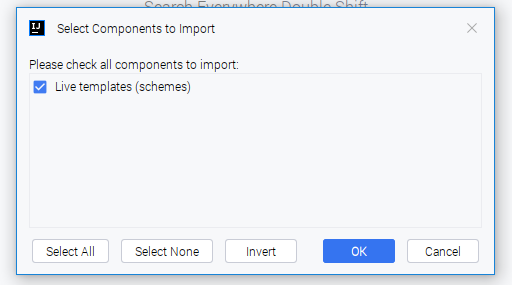 Search Everywhere Double Shift
IJ
Select Components to Import
Please check all components to import:
Live templates (schemes)
Select All
Select None
Invert
OK
Cancel